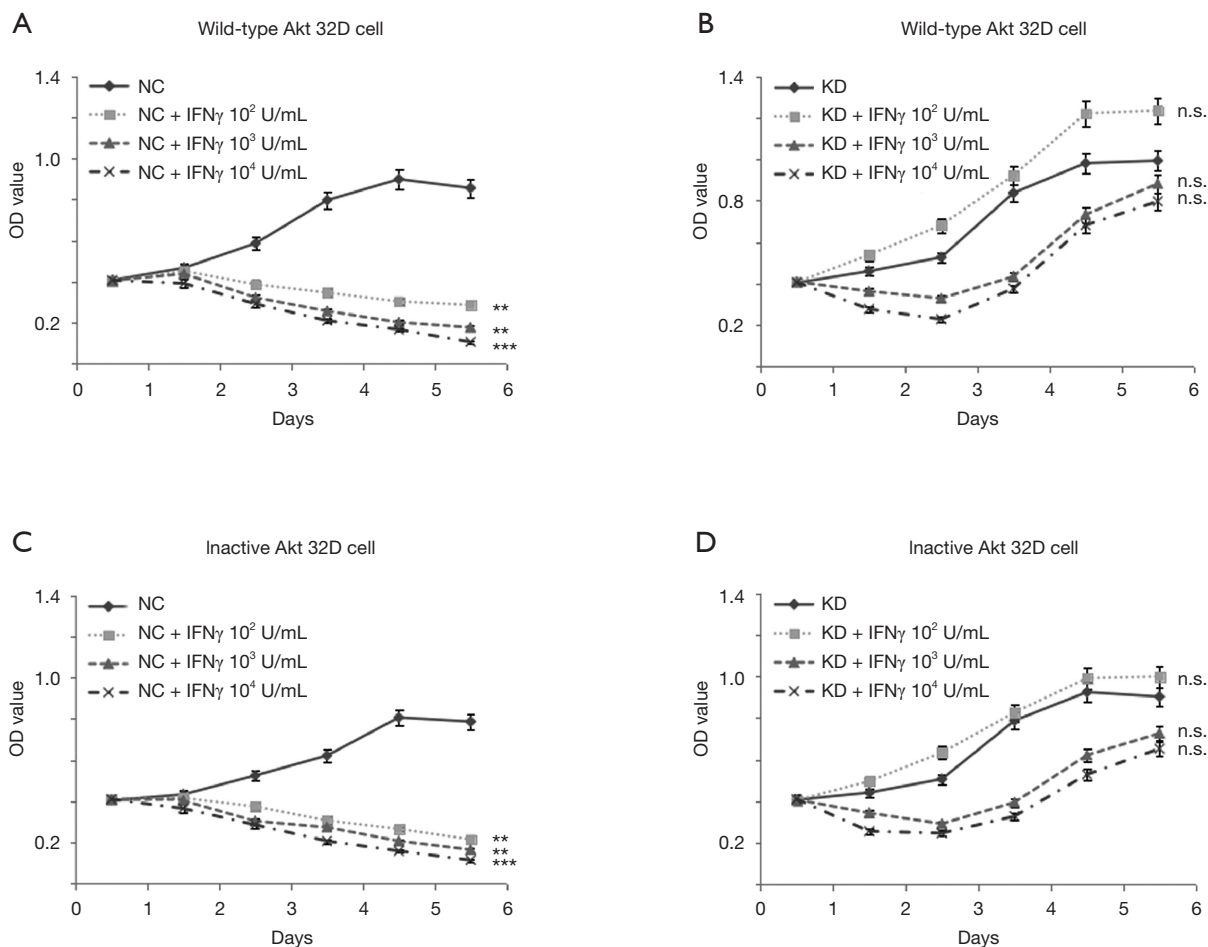 A
Wild-type Akt 32D cell
1.4
1.0
0.2
OD value
NC
NC + IFNγ 10² U/mL
NC + IFNγ 10³ U/mL
NC + IFNγ 10⁴ U/mL
**
**
***
0 1 2 3 4 5 6
Days
B
Wild-type Akt 32D cell
1.4
0.8
0.2
OD value
KD
KD + IFNγ 10² U/mL
KD + IFNγ 10³ U/mL
KD + IFNγ 10⁴ U/mL
n.s.
n.s.
n.s.
0 1 2 3 4 5 6
Days
C
Inactive Akt 32D cell
1.4
1.0
0.2
OD value
NC
NC + IFNγ 10² U/mL
NC + IFNγ 10³ U/mL
NC + IFNγ 10⁴ U/mL
**
**
***
0 1 2 3 4 5 6
Days
D
Inactive Akt 32D cell
1.4
1.0
0.2
OD value
KD
KD + IFNγ 10² U/mL
KD + IFNγ 10³ U/mL
KD + IFNγ 10⁴ U/mL
n.s.
n.s.
n.s.
0 1 2 3 4 5 6
Days